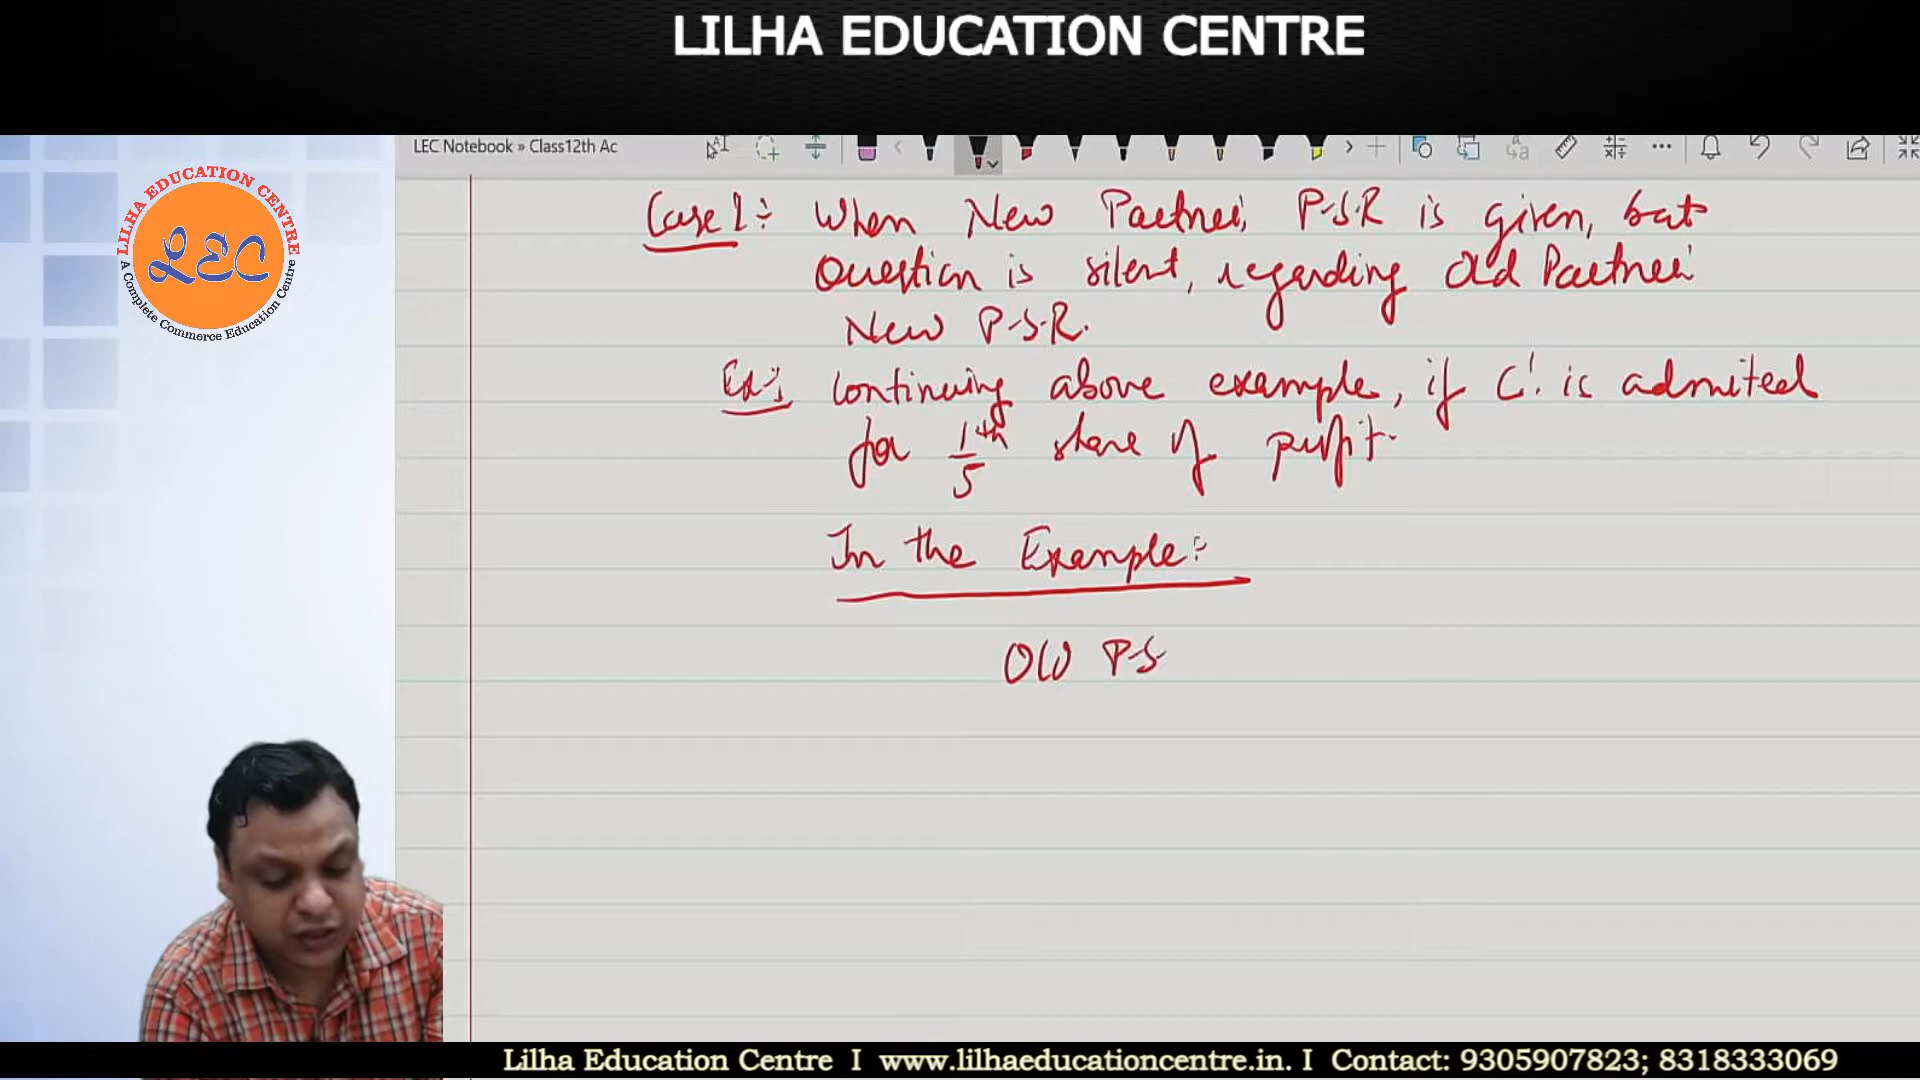 LILHA EDUCATION CENTRE
LEC Notebook » Class12th Ac
LILHA EDUCATION CENTRE
LEC
A Complete Commerce Education Centre
Case 1:- When New Partner, P.S.R is given, but
Question is silent, regarding Old Partner
New P.S.R.
Ex:- Continuing above example, if C! is admited
for 1/5th share of profit.
In the Example:-
Old P.S
Lilha Education Centre I www.lilhaeducationcentre.in. I Contact: 9305907823; 8318333069